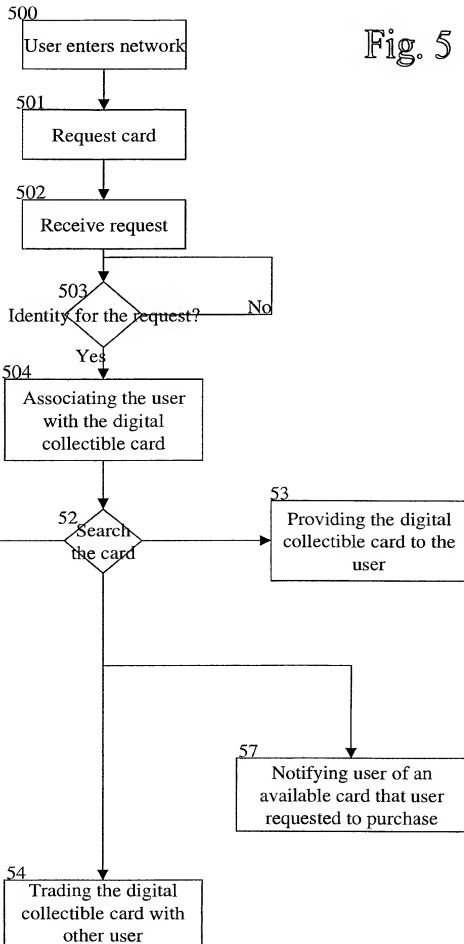 500
User enters network
Fig. 5
501
Request card
502
Receive request
503
Identity for the request?
No
Yes
504
Associating the user
with the digital
collectible card
52
Search
the card
53
Providing the digital
collectible card to the
user
57
Notifying user of an
available card that user
requested to purchase
54
Trading the digital
collectible card with
other user